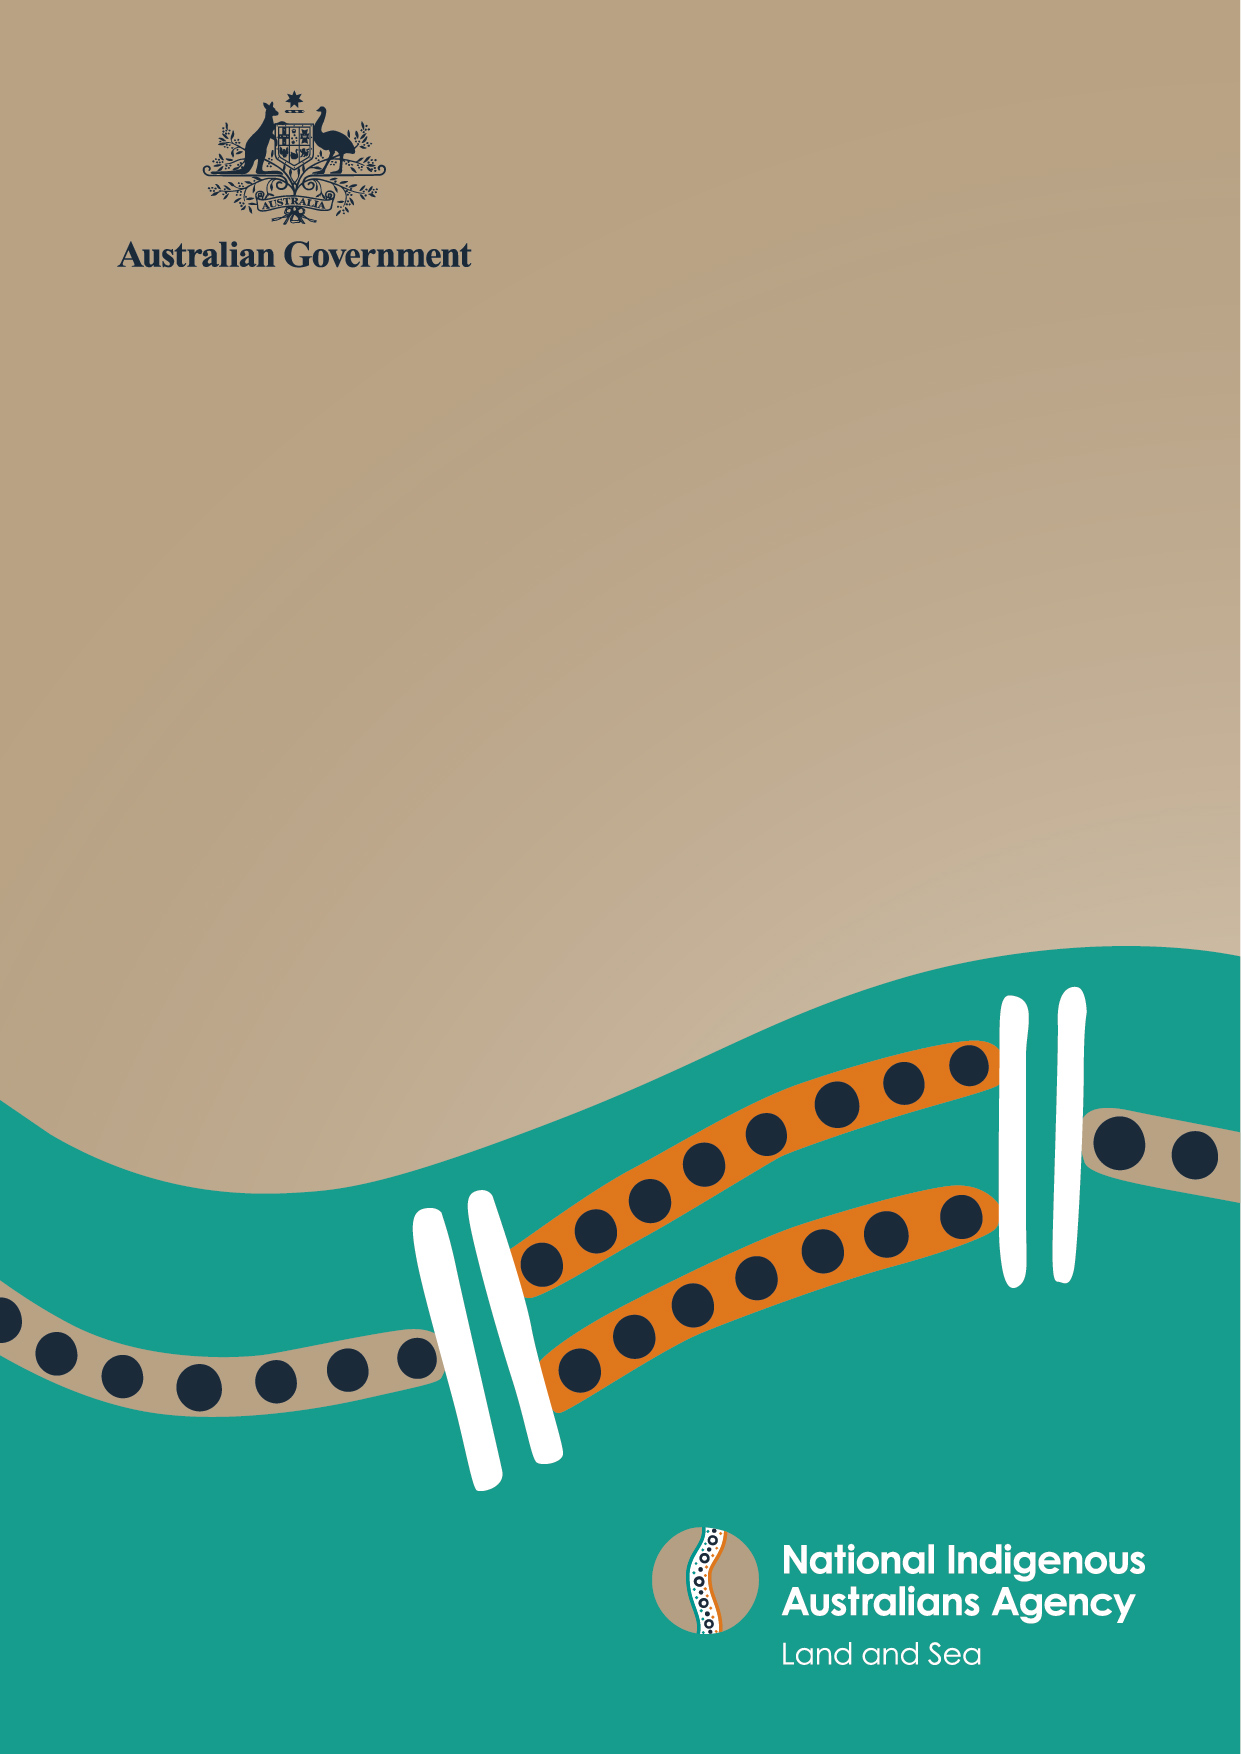 AUSTRALIA
Australian Government
National Indigenous
Australians Agency
Land and Sea